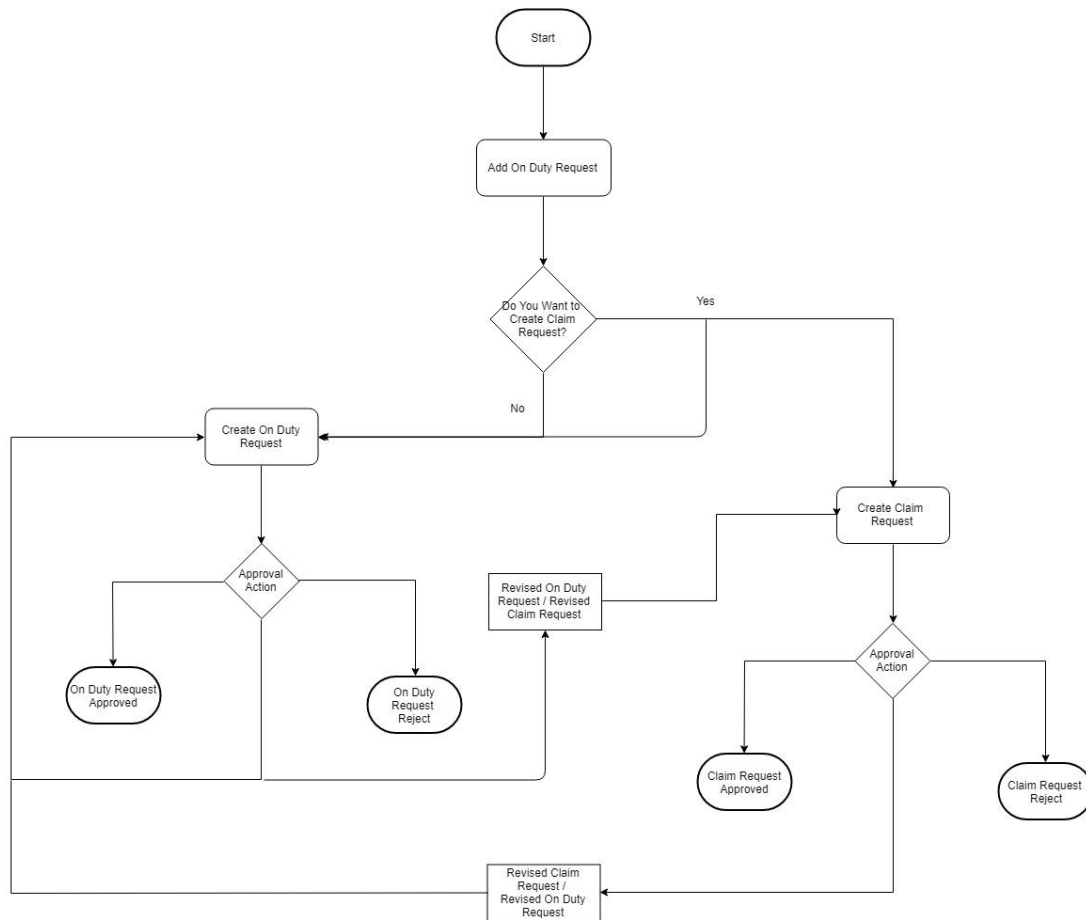 Start
Add On Duty Request
Do You Want to
Create Claim
Request?
Yes
No
Create On Duty
Request
Create Claim
Request
Approval
Action
Revised On Duty
Request / Revised
Claim Request
Approval
Action
On Duty Request
Approved
On Duty
Request
Reject
Claim Request
Approved
Claim Request
Reject
Revised Claim
Request /
Revised On Duty
Request